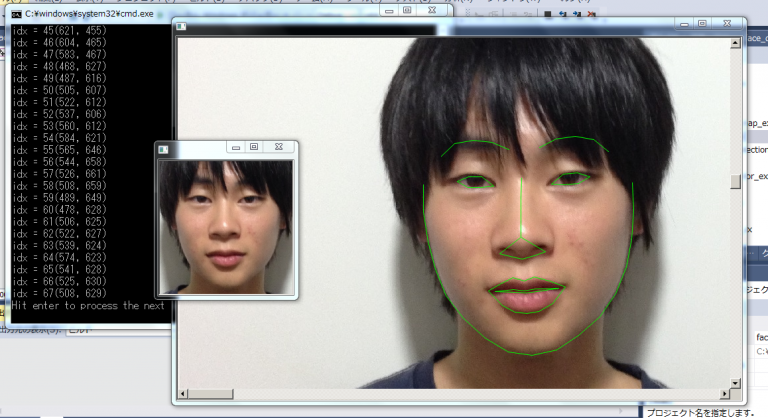 C:¥windows¥system32¥cmd.exe
idx = 45(621, 455)
idx = 46(604, 465)
idx = 47(583, 467)
idx = 48(468, 627)
idx = 49(487, 616)
idx = 50(505, 607)
idx = 51(522, 612)
idx = 52(537, 606)
idx = 53(560, 612)
idx = 54(584, 621)
idx = 55(565, 646)
idx = 56(544, 658)
idx = 57(526, 661)
idx = 58(508, 659)
idx = 59(489, 649)
idx = 60(478, 628)
idx = 61(506, 625)
idx = 62(522, 627)
idx = 63(539, 624)
idx = 64(574, 623)
idx = 65(541, 628)
idx = 66(525, 630)
idx = 67(508, 629)
Hit enter to process the next
fac
C:¥
プロジェクト名を指定します。